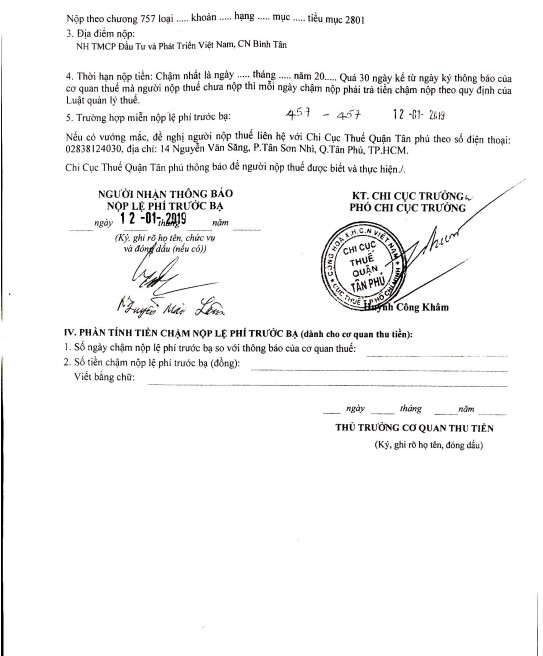 Nộp theo chương 757 loại ..... khoản ..... hạng ..... mục ..... tiểu mục 2801
3. Địa điểm nộp:
NH TMCP Đầu Tư và Phát Triển Việt Nam, CN Bình Tân
4. Thời hạn nộp tiền: Chậm nhất là ngày ..... tháng ..... năm 20..... Quá 30 ngày kể từ ngày ký thông báo của
cơ quan thuế mà người nộp thuế chưa nộp thì mỗi ngày chậm nộp phải trả tiền chậm nộp theo quy định của
Luật quản lý thuế.
5. Trường hợp miễn nộp lệ phí trước bạ: 457 - 457 12-01-2019
Nếu có vướng mắc, đề nghị người nộp thuế liên hệ với Chi Cục Thuế Quận Tân phú theo số điện thoại:
02838124030, địa chỉ: 14 Nguyễn Văn Săng, P.Tân Sơn Nhì, Q.Tân Phú, TP.HCM.
Chi Cục Thuế Quận Tân phú thông báo để người nộp thuế được biết và thực hiện./.
NGƯỜI NHẬN THÔNG BÁO
NỘP LỆ PHÍ TRƯỚC BẠ
ngày 12-01-2019 tháng năm
(Ký, ghi rõ họ tên, chức vụ
và đóng dấu (nếu có))
KT. CHI CỤC TRƯỞNG
PHÓ CHI CỤC TRƯỞNG
CỘNG HOÀ X.H.C.N VIỆT NAM
CHI CỤC
THUẾ
QUẬN
TÂN PHÚ
CỤC THUẾ TP HỒ CHÍ MINH
Huỳnh Công Khâm
IV. PHẦN TÍNH TIỀN CHẬM NỘP LỆ PHÍ TRƯỚC BẠ (dành cho cơ quan thu tiền):
1. Số ngày chậm nộp lệ phí trước bạ so với thông báo của cơ quan thuế:
2. Số tiền chậm nộp lệ phí trước bạ (đồng):
Viết bằng chữ:
ngày tháng năm
THỦ TRƯỞNG CƠ QUAN THU TIỀN
(Ký, ghi rõ họ tên, đóng dấu)